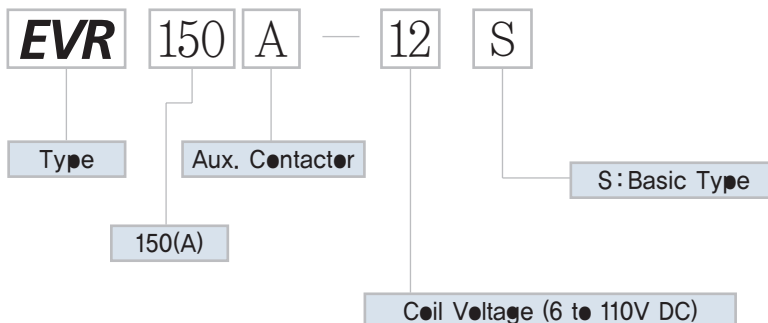 EVR 150 A — 12 S
Type
Aux. Contactor
S : Basic Type
150(A)
Coil Voltage (6 to 110V DC)